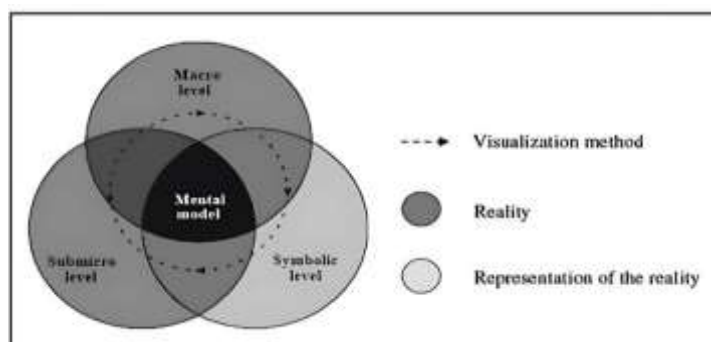 Macro
level
Mental
model
Submicro
level
Symbolic
level
Visualization method
Reality
Representation of the reality